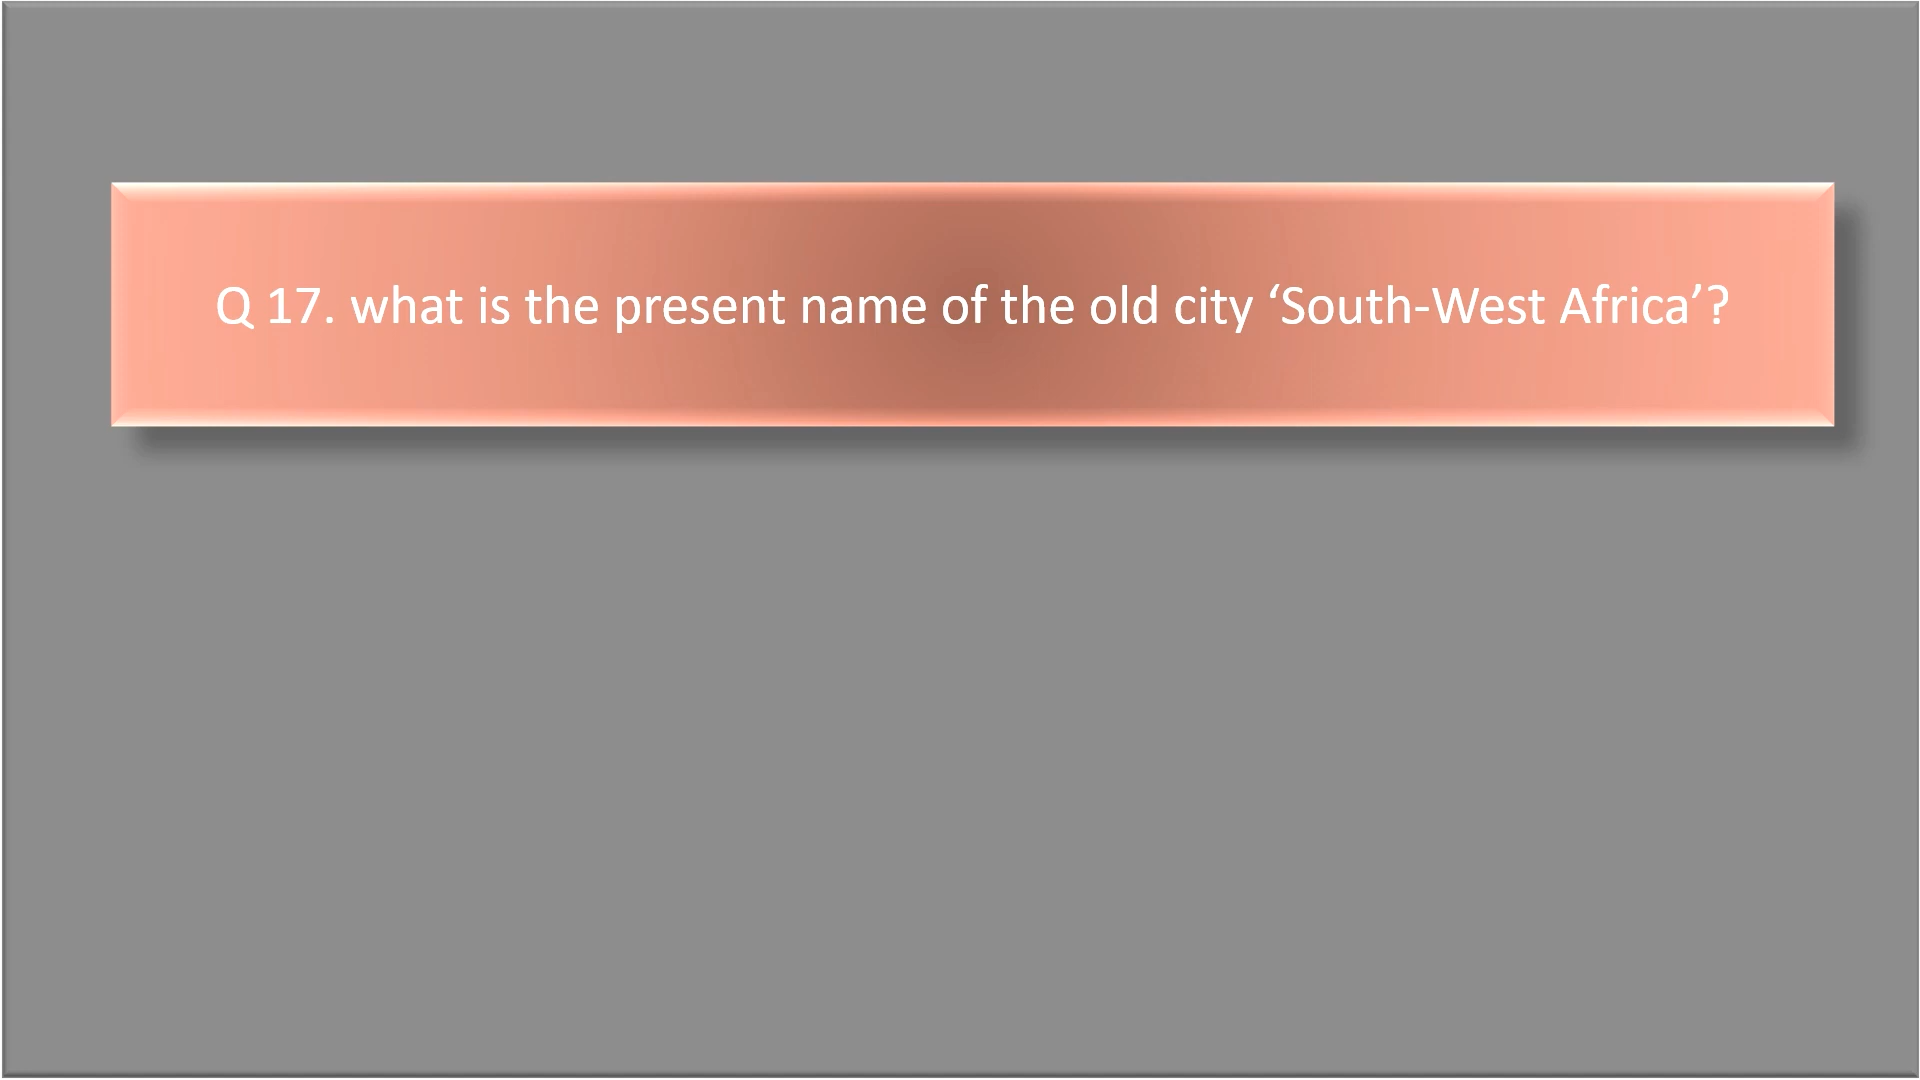 Q 17. what is the present name of the old city ‘South-West Africa’?